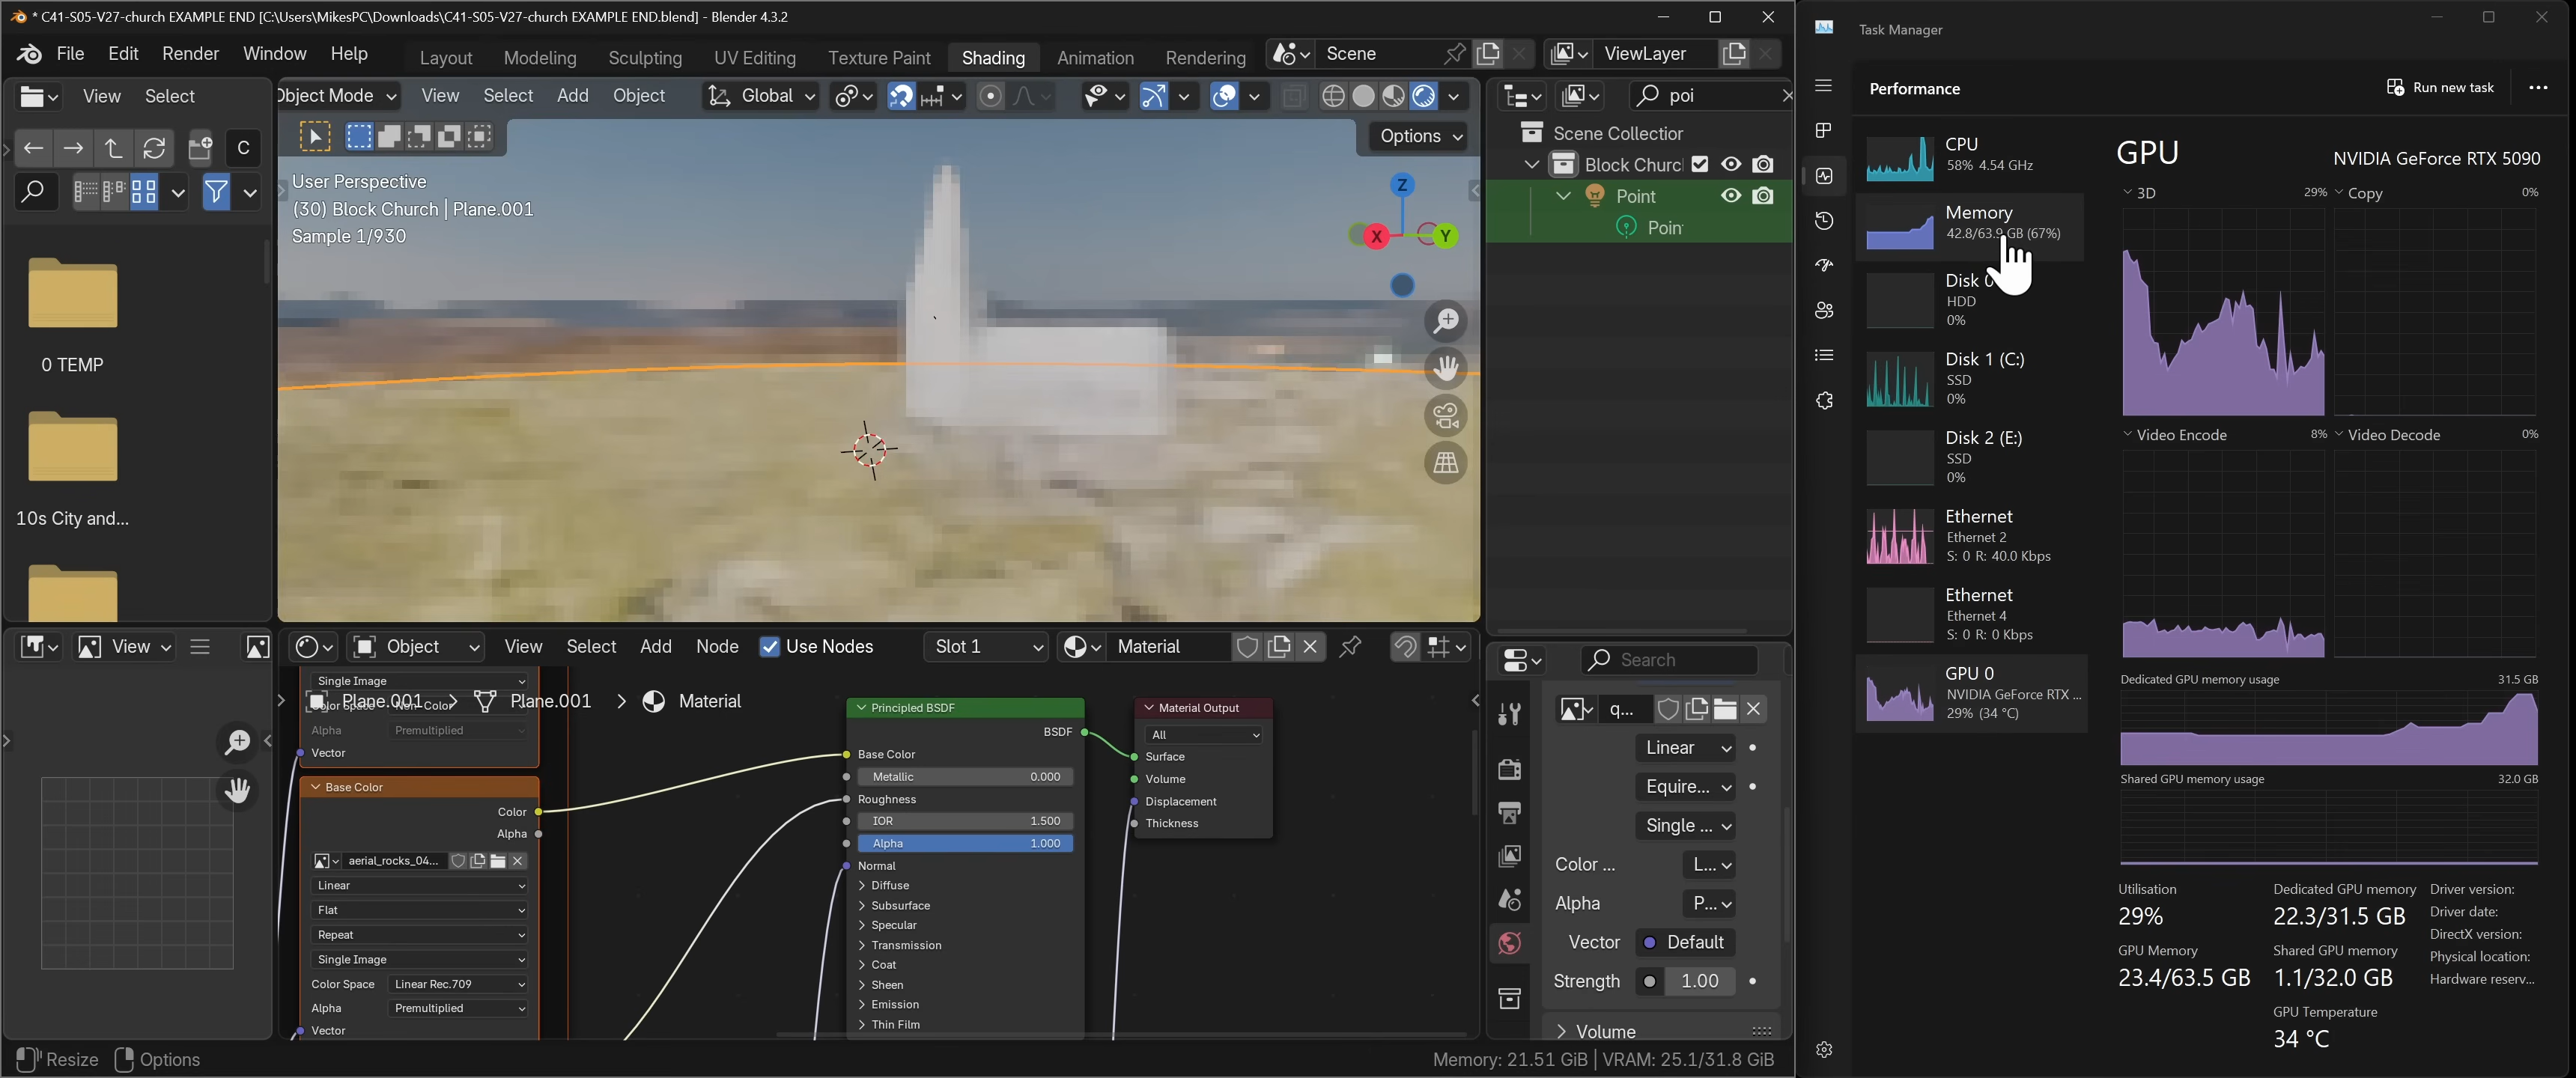 * C41-S05-V27-church EXAMPLE END [C:\Users\MikesPC\Downloads\C41-S05-V27-church EXAMPLE END.blend] - Blender 4.3.2
File Edit Render Window Help
Layout Modeling Sculpting UV Editing Texture Paint Shading Animation Rendering
Scene
ViewLayer
View Select
C
0 TEMP
10s City and...
Object Mode View Select Add Object Global
Options
User Perspective
(30) Block Church | Plane.001
Sample 1/930
Z
X
Y
poi
Scene Collection
Block Churc
Point
Poin
View
Object View Select Add Node Use Nodes Slot 1 Material
Single Image
Plane.001 > Plane.001 > Material
Color Space Non-Color
Alpha Premultiplied
Vector
Base Color
Color
Alpha
aerial_rocks_04...
Linear
Flat
Repeat
Single Image
Color Space Linear Rec.709
Alpha Premultiplied
Vector
Principled BSDF
BSDF
Base Color
Metallic 0.000
Roughness
IOR 1.500
Alpha 1.000
Normal
Diffuse
Subsurface
Specular
Transmission
Coat
Sheen
Emission
Thin Film
Material Output
All
Surface
Volume
Displacement
Thickness
Search
q...
Linear
Equire...
Single ...
Color ... L...
Alpha P...
Vector Default
Strength 1.00
Volume
Resize Options
Memory: 21.51 GiB | VRAM: 25.1/31.8 GiB
Task Manager
Performance
Run new task
CPU
58% 4.54 GHz
Memory
42.8/63.9 GB (67%)
Disk 0
HDD
0%
Disk 1 (C:)
SSD
0%
Disk 2 (E:)
SSD
0%
Ethernet
Ethernet 2
S: 0 R: 40.0 Kbps
Ethernet
Ethernet 4
S: 0 R: 0 Kbps
GPU 0
NVIDIA GeForce RTX ...
29% (34 °C)
GPU
NVIDIA GeForce RTX 5090
3D 29%
Copy 0%
Video Encode 8%
Video Decode 0%
Dedicated GPU memory usage 31.5 GB
Shared GPU memory usage 32.0 GB
Utilisation
29%
Dedicated GPU memory
22.3/31.5 GB
Driver version:
Driver date:
DirectX version:
Physical location:
Hardware reserv...
GPU Memory
23.4/63.5 GB
Shared GPU memory
1.1/32.0 GB
GPU Temperature
34 °C